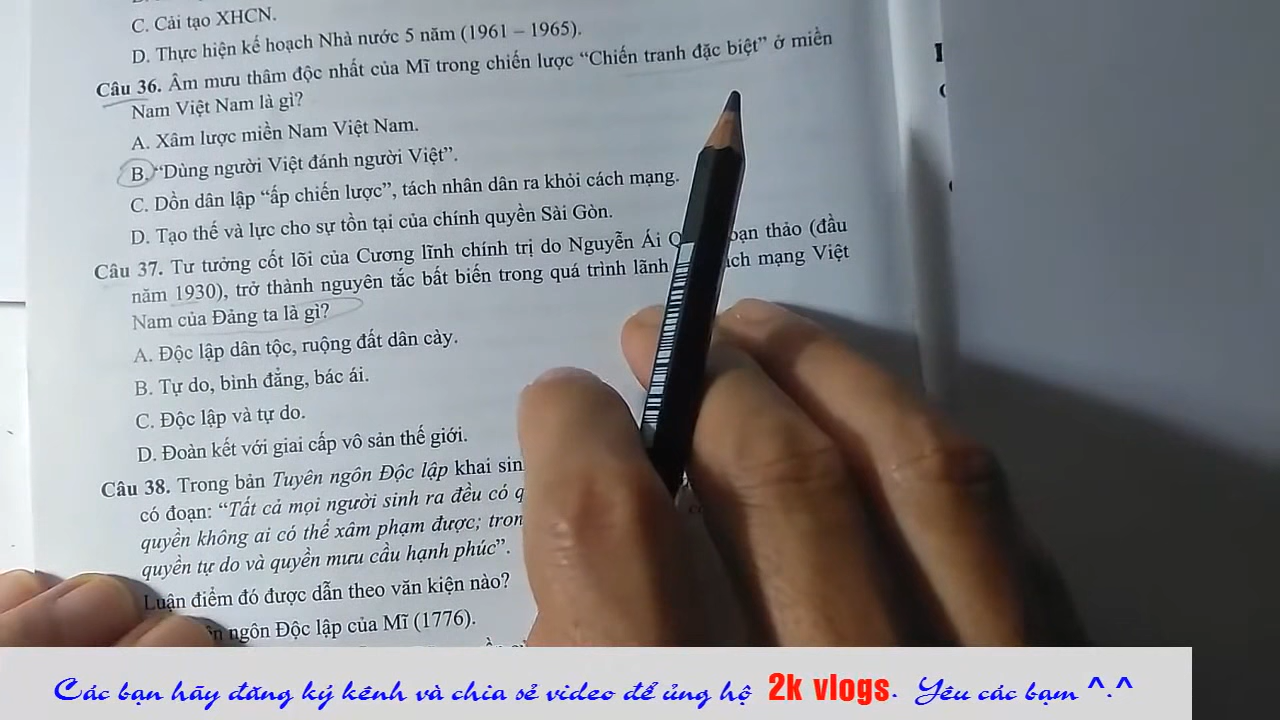 C. Cải tạo XHCN.
D. Thực hiện kế hoạch Nhà nước 5 năm (1961 – 1965).
Câu 36. Âm mưu thâm độc nhất của Mĩ trong chiến lược “Chiến tranh đặc biệt” ở miền
Nam Việt Nam là gì?
A. Xâm lược miền Nam Việt Nam.
B. “Dùng người Việt đánh người Việt”.
C. Dồn dân lập “ấp chiến lược”, tách nhân dân ra khỏi cách mạng.
D. Tạo thế và lực cho sự tồn tại của chính quyền Sài Gòn.
Câu 37. Tư tưởng cốt lõi của Cương lĩnh chính trị do Nguyễn Ái thảo (đầu
năm 1930), trở thành nguyên tắc bất biến trong quá trình lãnh mạng Việt
Nam của Đảng ta là gì?
A. Độc lập dân tộc, ruộng đất dân cày.
B. Tự do, bình đẳng, bác ái.
C. Độc lập và tự do.
D. Đoàn kết với giai cấp vô sản thế giới.
Câu 38. Trong bản Tuyên ngôn Độc lập khai sin
có đoạn: “Tất cả mọi người sinh ra đều có q
quyền không ai có thể xâm phạm được; tron
quyền tự do và quyền mưu cầu hạnh phúc”.
Luận điểm đó được dẫn theo văn kiện nào?
ngôn Độc lập của Mĩ (1776).
Các bạn hãy đăng ký kênh và chia sẻ video để ủng hộ 2k vlogs. Yêu các bạm ^.^